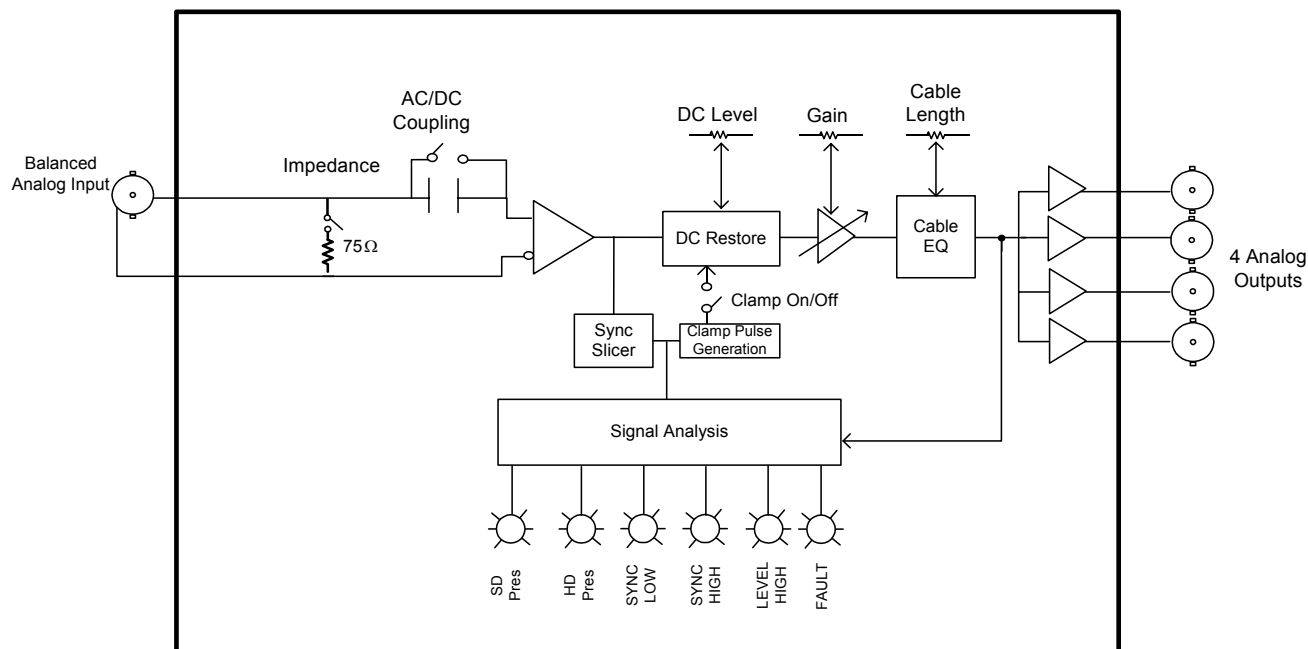 AC/DC
Coupling
DC Level
Gain
Cable
Length
Balanced
Analog Input
Impedance
75Ω
DC Restore
Cable
EQ
4 Analog
Outputs
Clamp On/Off
Sync
Slicer
Clamp Pulse
Generation
Signal Analysis
SD
Pres
HD
Pres
SYNC
LOW
SYNC
HIGH
LEVEL
HIGH
FAULT